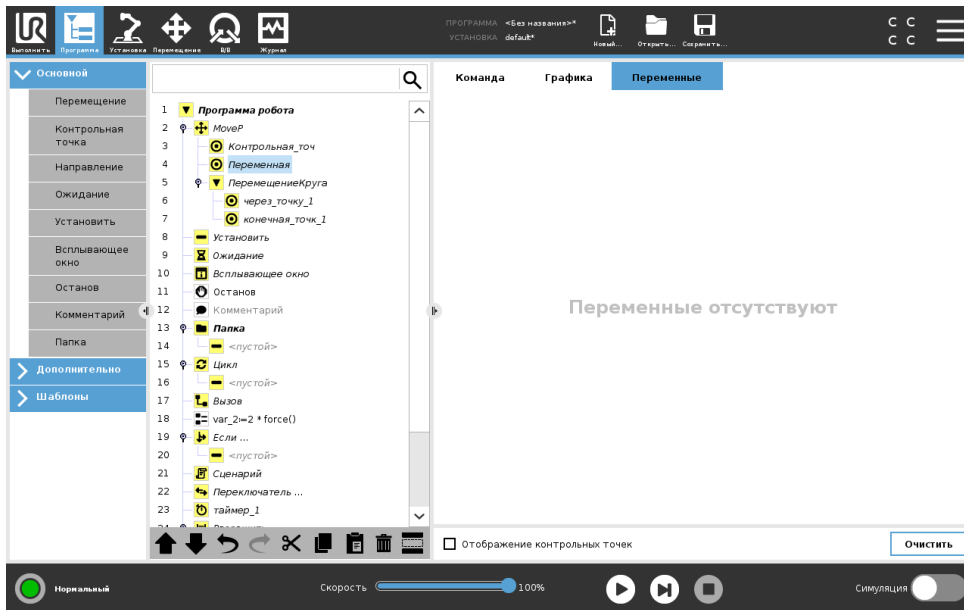 ПРОГРАММА <Без названия>*
УСТАНОВКА default*
Выполнить Программа Установка Перемещение В/В Журнал
Новый... Открыть... Сохранить...
C C
C C
Основной
Перемещение
Контрольная
точка
Направление
Ожидание
Установить
Всплывающее
окно
Останов
Комментарий
Папка
Дополнительно
Шаблоны
1 Программа робота
2 MoveP
3 Контрольная_точ
4 Переменная
5 ПеремещениеКруга
6 через_точку_1
7 конечная_точк_1
8 Установить
9 Ожидание
10 Всплывающее окно
11 Останов
12 Комментарий
13 Папка
14 <пустой>
15 Цикл
16 <пустой>
17 Вызов
18 var_2≔2 * force()
19 Если ...
20 <пустой>
21 Сценарий
22 Переключатель ...
23 таймер_1
Команда Графика Переменные
Переменные отсутствуют
Отображение контрольных точек
Очистить
Нормальный
Скорость 100%
Симуляция